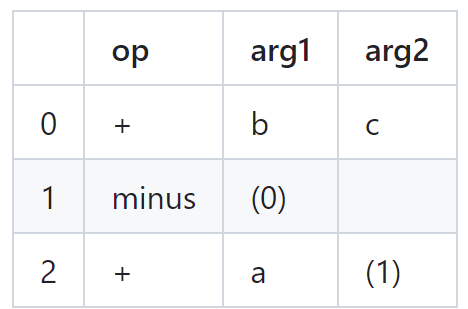 op arg1 arg2
0 + b c
1 minus (0)
2 + a (1)